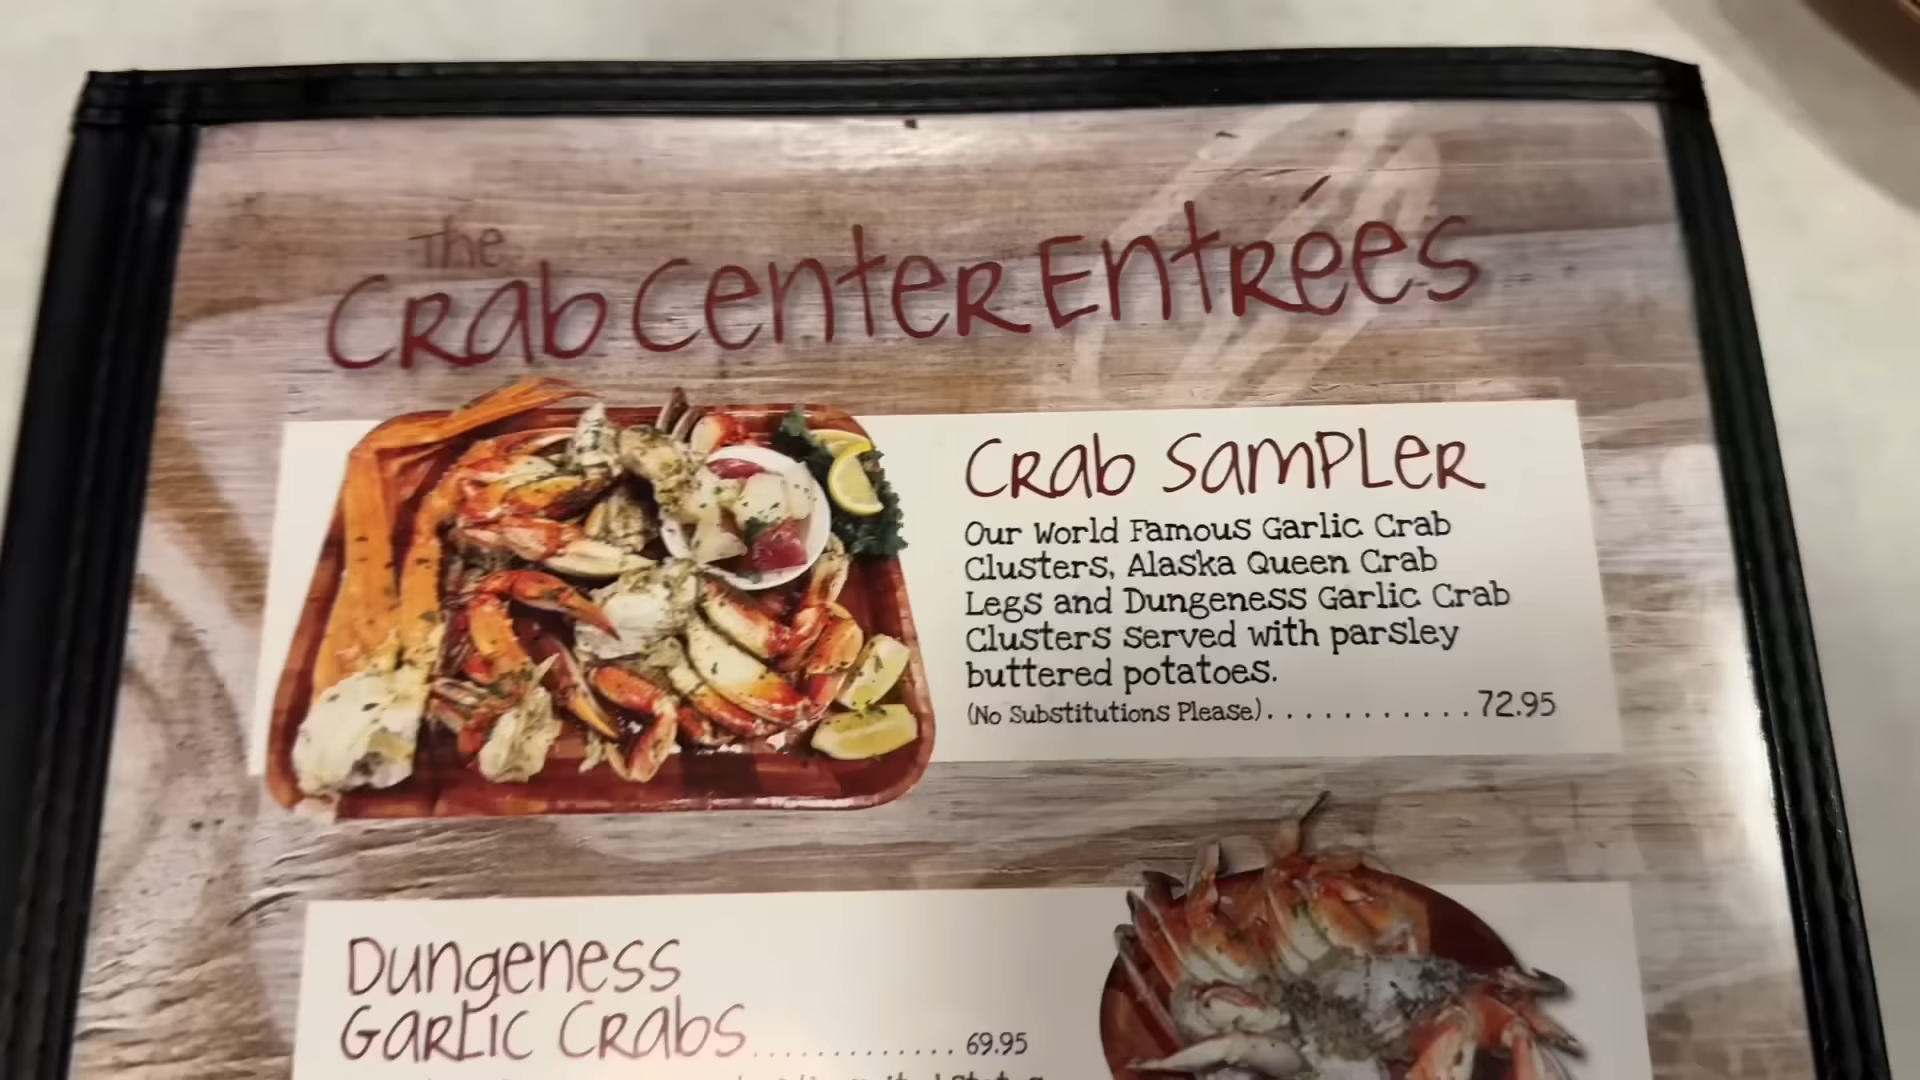 The
Crab Center Entrées
Crab Sampler
Our World Famous Garlic Crab
Clusters, Alaska Queen Crab
Legs and Dungeness Garlic Crab
Clusters served with parsley
buttered potatoes.
(No Substitutions Please)............72.95
Dungeness
Garlic Crabs.............69.95